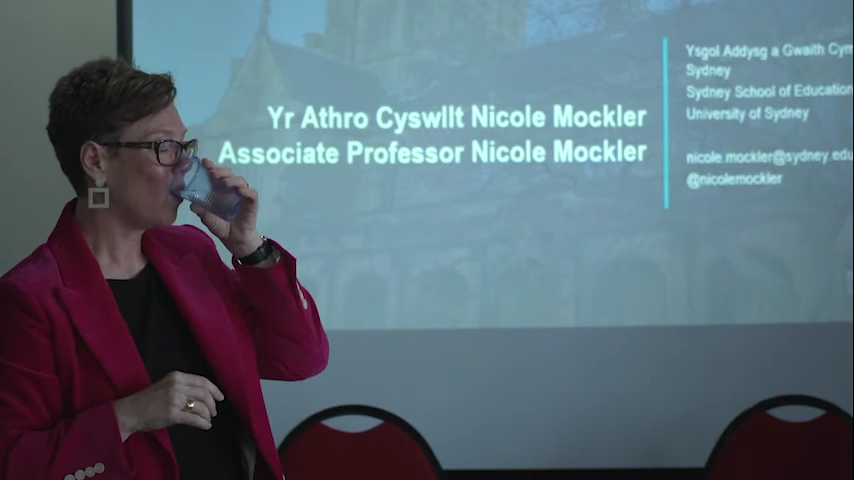 Yr Athro Cyswllt Nicole Mockler
Associate Professor Nicole Mockler
Ysgol Addysg a Gwaith Cym
Sydney
Sydney School of Education
University of Sydney
nicole.mockler@sydney.edu
@nicolemockler